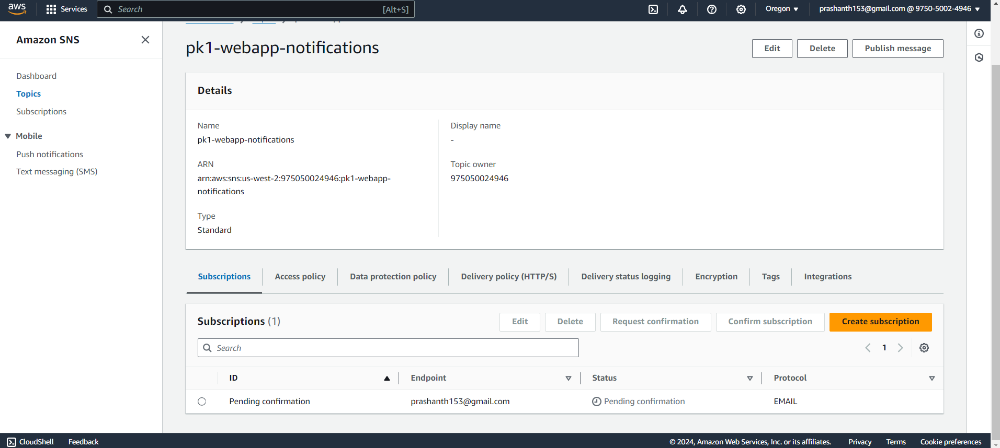 aws Services Search [Alt+S] Oregon prashanth153@gmail.com @ 9750-5002-4946
Amazon SNS
Dashboard
Topics
Subscriptions
Mobile
Push notifications
Text messaging (SMS)
pk1-webapp-notifications
Edit Delete Publish message
Details
Name
pk1-webapp-notifications
ARN
arn:aws:sns:us-west-2:975050024946:pk1-webapp-
notifications
Type
Standard
Display name
-
Topic owner
975050024946
Subscriptions Access policy Data protection policy Delivery policy (HTTP/S) Delivery status logging Encryption Tags Integrations
Subscriptions (1) Edit Delete Request confirmation Confirm subscription Create subscription
Search 1
ID Endpoint Status Protocol
Pending confirmation prashanth153@gmail.com Pending confirmation EMAIL
CloudShell Feedback © 2024, Amazon Web Services, Inc. or its affiliates. Privacy Terms Cookie preferences